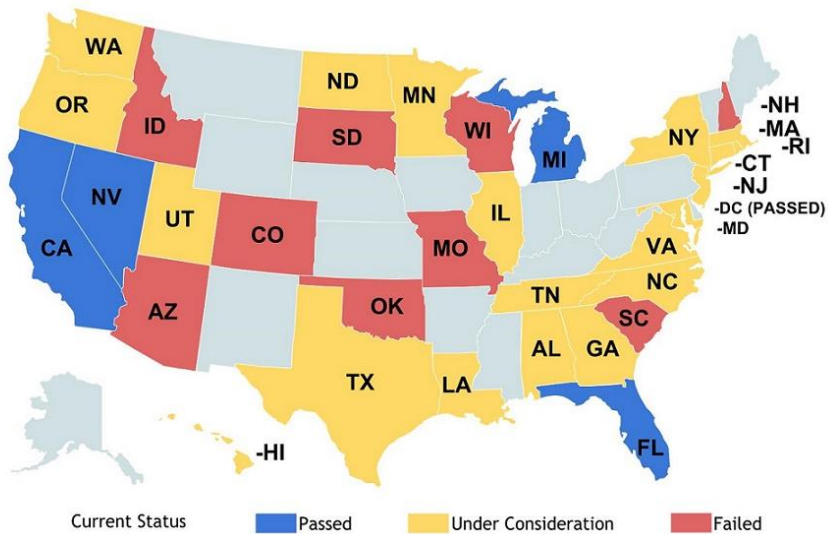 WA
ND
MN
OR
-NH
ID
SD
WI
NY
-MA
-RI
MI
-CT
-NJ
NV
IL
-DC (PASSED)
-MD
UT
CO
MO
VA
CA
NC
TN
AZ
OK
SC
AL
GA
TX
LA
-HI
FL
Current Status
Passed
Under Consideration
Failed